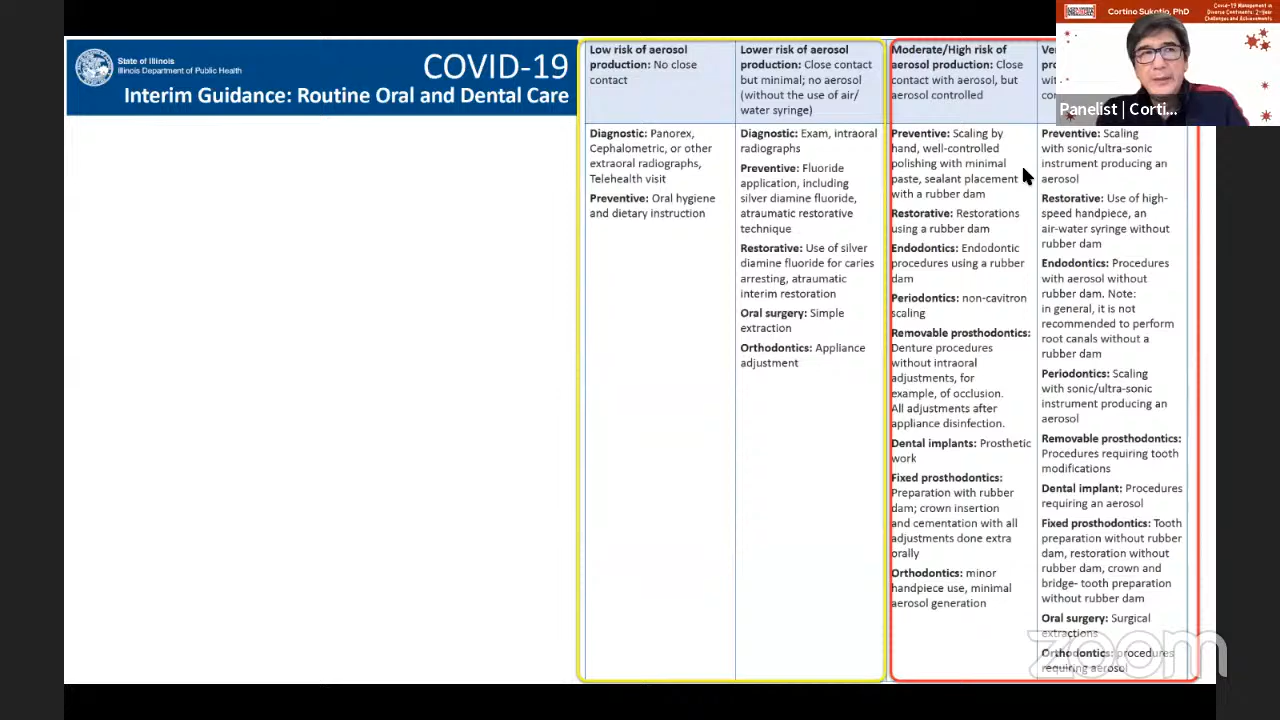 State of Illinois
Illinois Department of Public Health
COVID-19
Interim Guidance: Routine Oral and Dental Care
Low risk of aerosol
production: No close
contact
Diagnostic: Panorex,
Cephalometric, or other
extraoral radiographs,
Telehealth visit
Preventive: Oral hygiene
and dietary instruction
Lower risk of aerosol
production: Close contact
but minimal; no aerosol
(without the use of air/
water syringe)
Diagnostic: Exam, intraoral
radiographs
Preventive: Fluoride
application, including
silver diamine fluoride,
atraumatic restorative
technique
Restorative: Use of silver
diamine fluoride for caries
arresting, atraumatic
interim restoration
Oral surgery: Simple
extraction
Orthodontics: Appliance
adjustment
Moderate/High risk of
aerosol production: Close
contact with aerosol, but
aerosol controlled
Preventive: Scaling by
hand, well-controlled
polishing with minimal
paste, sealant placement
with a rubber dam
Restorative: Restorations
using a rubber dam
Endodontics: Endodontic
procedures using a rubber
dam
Periodontics: non-cavitron
scaling
Removable prosthodontics:
Denture procedures
without intraoral
adjustments, for
example, of occlusion.
All adjustments after
appliance disinfection.
Dental implants: Prosthetic
work
Fixed prosthodontics:
Preparation with rubber
dam; crown insertion
and cementation with all
adjustments done extra
orally
Orthodontics: minor
handpiece use, minimal
aerosol generation
Preventive: Scaling
with sonic/ultra-sonic
instrument producing an
aerosol
Restorative: Use of high-
speed handpiece, an
air-water syringe without
rubber dam
Endodontics: Procedures
with aerosol without
rubber dam. Note:
in general, it is not
recommended to perform
root canals without a
rubber dam
Periodontics: Scaling
with sonic/ultra-sonic
instrument producing an
aerosol
Removable prosthodontics:
Procedures requiring tooth
modifications
Dental implant: Procedures
requiring an aerosol
Fixed prosthodontics: Tooth
preparation without rubber
dam, restoration without
rubber dam, crown and
bridge- tooth preparation
without rubber dam
Oral surgery: Surgical
extractions
Orthodontics: procedures
requiring aerosol
Cortino Sukotjo, PhD
Covid-19 Management in
Diverse Continents: 2-Year
Challenges and Achievements
Panelist | Corti...
zoom